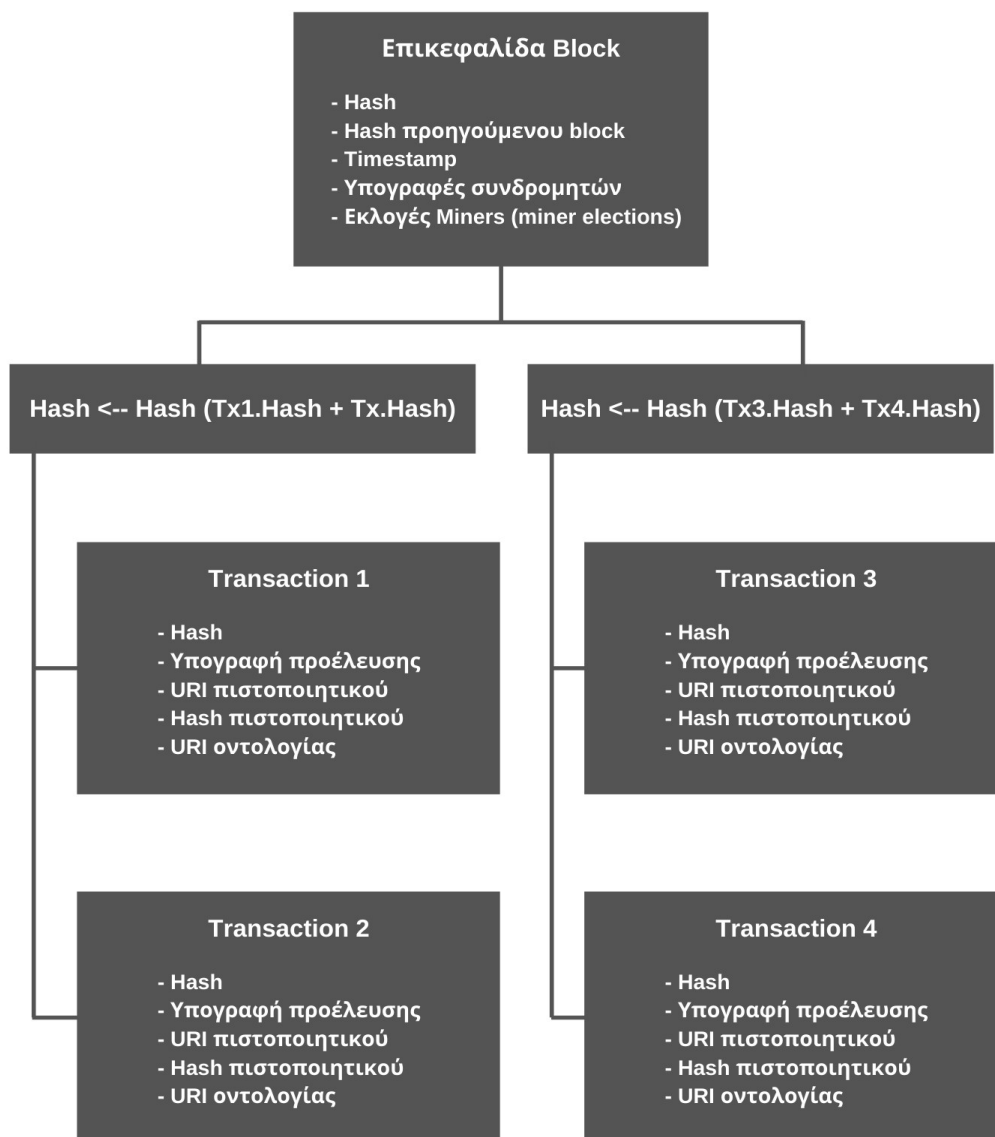 Επικεφαλίδα Block
- Hash
- Hash προηγούμενου block
- Timestamp
- Υπογραφές συνδρομητών
- Εκλογές Miners (miner elections)
Hash <-- Hash (Tx1.Hash + Tx.Hash)
Hash <-- Hash (Tx3.Hash + Tx4.Hash)
Transaction 1
- Hash
- Υπογραφή προέλευσης
- URI πιστοποιητικού
- Hash πιστοποιητικού
- URI οντολογίας
Transaction 3
- Hash
- Υπογραφή προέλευσης
- URI πιστοποιητικού
- Hash πιστοποιητικού
- URI οντολογίας
Transaction 2
- Hash
- Υπογραφή προέλευσης
- URI πιστοποιητικού
- Hash πιστοποιητικού
- URI οντολογίας
Transaction 4
- Hash
- Υπογραφή προέλευσης
- URI πιστοποιητικού
- Hash πιστοποιητικού
- URI οντολογίας